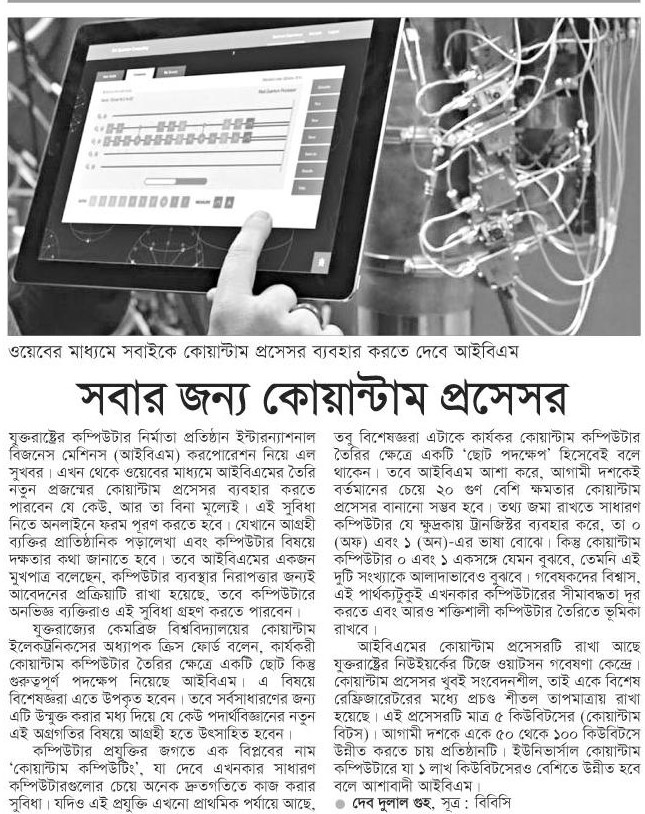 ওয়েবের মাধ্যমে সবাইকে কোয়ান্টাম প্রসেসর ব্যবহার করতে দেবে আইবিএম
সবার জন্য কোয়ান্টাম প্রসেসর
যুক্তরাষ্ট্রের কম্পিউটার নির্মাতা প্রতিষ্ঠান ইন্টারন্যাশনাল
বিজনেস মেশিনস (আইবিএম) করপোরেশন নিয়ে এল
সুখবর। এখন থেকে ওয়েবের মাধ্যমে আইবিএমের তৈরি
নতুন প্রজন্মের কোয়ান্টাম প্রসেসর ব্যবহার করতে
পারবেন যে কেউ, আর তা বিনা মূল্যেই। এই সুবিধা
নিতে অনলাইনে ফরম পূরণ করতে হবে। যেখানে আগ্রহী
ব্যক্তির প্রাতিষ্ঠানিক পড়ালেখা এবং কম্পিউটার বিষয়ে
দক্ষতার কথা জানাতে হবে। তবে আইবিএমের একজন
মুখপাত্র বলেছেন, কম্পিউটার ব্যবস্থার নিরাপত্তার জন্যই
আবেদনের প্রক্রিয়াটি রাখা হয়েছে, তবে কম্পিউটারে
অনভিজ্ঞ ব্যক্তিরাও এই সুবিধা গ্রহণ করতে পারবেন।
যুক্তরাজ্যের কেমব্রিজ বিশ্ববিদ্যালয়ের কোয়ান্টাম
ইলেকট্রনিকসের অধ্যাপক ক্রিস ফোর্ড বলেন, কার্যকরী
কোয়ান্টাম কম্পিউটার তৈরির ক্ষেত্রে একটি ছোট কিন্তু
গুরুত্বপূর্ণ পদক্ষেপ নিয়েছে আইবিএম। এ বিষয়ে
বিশেষজ্ঞরা এতে উপকৃত হবেন। তবে সর্বসাধারণের জন্য
এটি উন্মুক্ত করার মধ্য দিয়ে যে কেউ পদার্থবিজ্ঞানের নতুন
এই অগ্রগতির বিষয়ে আগ্রহী হতে উৎসাহিত হবেন।
কম্পিউটার প্রযুক্তির জগতে এক বিপ্লবের নাম
‘কোয়ান্টাম কম্পিউটিং’, যা দেবে এখনকার সাধারণ
কম্পিউটারগুলোর চেয়ে অনেক দ্রুতগতিতে কাজ করার
সুবিধা। যদিও এই প্রযুক্তি এখনো প্রাথমিক পর্যায়ে আছে,
তবু বিশেষজ্ঞরা এটাকে কার্যকর কোয়ান্টাম কম্পিউটার
তৈরির ক্ষেত্রে একটি ‘ছোট পদক্ষেপ’ হিসেবেই বলে
থাকেন। তবে আইবিএম আশা করে, আগামী দশকেই
বর্তমানের চেয়ে ২০ গুণ বেশি ক্ষমতার কোয়ান্টাম
প্রসেসর বানানো সম্ভব হবে। তথ্য জমা রাখতে সাধারণ
কম্পিউটার যে ক্ষুদ্রকায় ট্রানজিস্টর ব্যবহার করে, তা ০
(অফ) এবং ১ (অন)-এর ভাষা বোঝে। কিন্তু কোয়ান্টাম
কম্পিউটার ০ এবং ১ একসঙ্গে যেমন বুঝবে, তেমনি এই
দুটি সংখ্যাকে আলাদাভাবেও বুঝবে। গবেষকদের বিশ্বাস,
এই পার্থক্যটুকুই এখনকার কম্পিউটারের সীমাবদ্ধতা দূর
করতে এবং আরও শক্তিশালী কম্পিউটার তৈরিতে ভূমিকা
রাখবে।
আইবিএমের কোয়ান্টাম প্রসেসরটি রাখা আছে
যুক্তরাষ্ট্রের নিউইয়র্কের টিজে ওয়াটসন গবেষণা কেন্দ্রে।
কোয়ান্টাম প্রসেসর খুবই সংবেদনশীল, তাই একে বিশেষ
রেফ্রিজারেটরের মধ্যে প্রচণ্ড শীতল তাপমাত্রায় রাখা
হয়েছে। এই প্রসেসরটি মাত্র ৫ কিউবিটসের (কোয়ান্টাম
বিটস)। আগামী দশকে একে ৫০ থেকে ১০০ কিউবিটসে
উন্নীত করতে চায় প্রতিষ্ঠানটি। ইউনিভার্সাল কোয়ান্টাম
কম্পিউটারে যা ১ লাখ কিউবিটসেরও বেশিতে উন্নীত হবে
বলে আশাবাদী আইবিএম।
● দেব দুলাল গুহ, সূত্র : বিবিসি